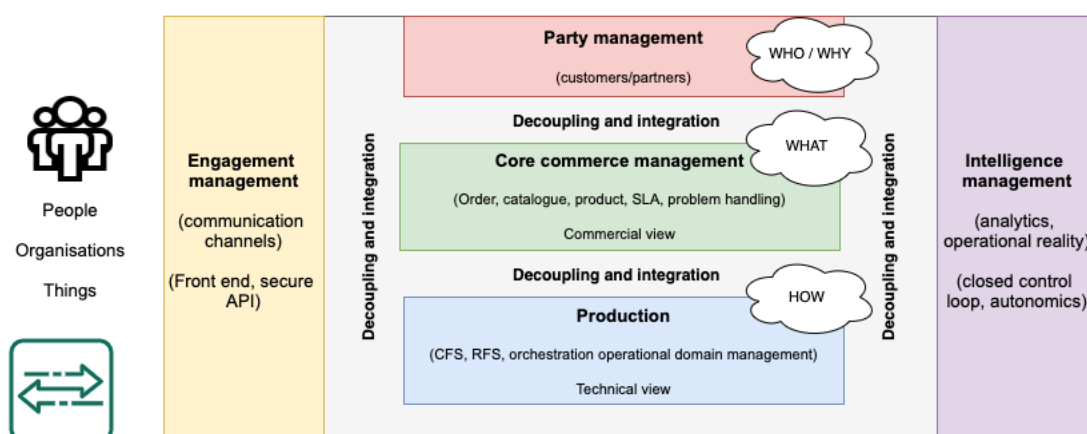 People
Organisations
Things
Engagement
management
(communication
channels)
(Front end, secure
API)
Decoupling and integration
Party management
(customers/partners)
WHO / WHY
Decoupling and integration
Core commerce management
(Order, catalogue, product, SLA, problem handling)
Commercial view
WHAT
Decoupling and integration
Production
(CFS, RFS, orchestration operational domain management)
Technical view
HOW
Decoupling and integration
Intelligence
management
(analytics,
operational reality)
(closed control
loop, autonomics)